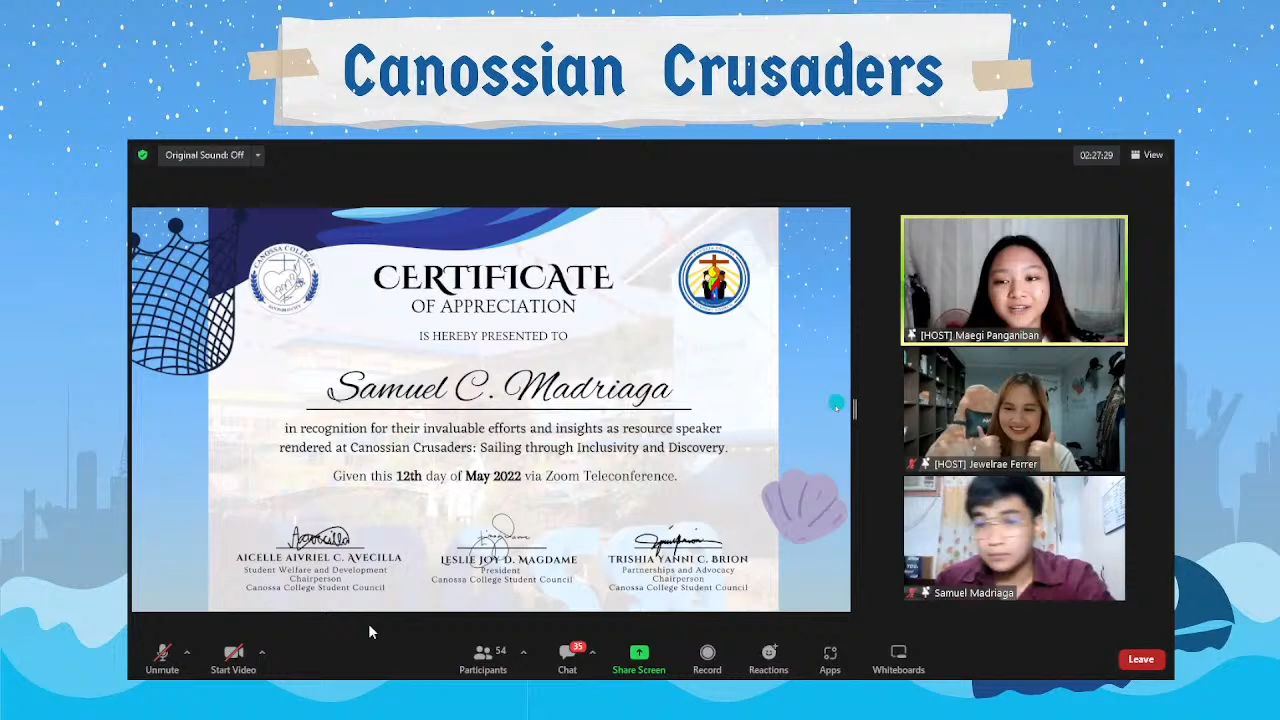 Canossian Crusaders
Original Sound: Off
02:27:29
View
CANOSSA COLLEGE
CERTIFICATE
OF APPRECIATION
IS HEREBY PRESENTED TO
Samuel C. Madriaga
in recognition for their invaluable efforts and insights as resource speaker
rendered at Canossian Crusaders: Sailing through Inclusivity and Discovery.
Given this 12th day of May 2022 via Zoom Teleconference.
AICELLE AIVRIEL C. AVECILLA
Student Welfare and Development
Chairperson
Canossa College Student Council
LESLIE JOY D. MAGDAME
President
Canossa College Student Council
TRISHIA YANNI C. BRION
Partnerships and Advocacy
Chairperson
Canossa College Student Council
[HOST] Maegi Panganiban
[HOST] Jewelrae Ferrer
Samuel Madriaga
Unmute
Start Video
54
Participants
35
Chat
Share Screen
Record
Reactions
Apps
Whiteboards
Leave